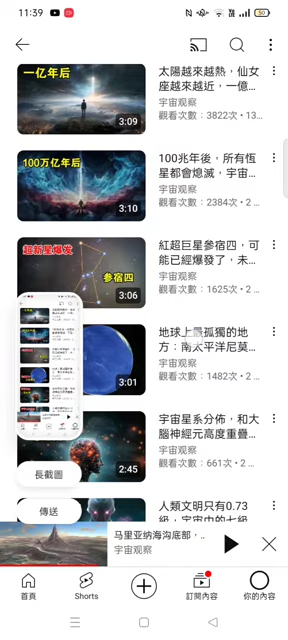 11:39
50
一亿年后
3:09
太陽越來越熱，仙女
座越來越近，一億…
宇宙观察
觀看次數：3822次 • 13…
100万亿年后
3:10
100兆年後，所有恆
星都會熄滅，宇宙…
宇宙观察
觀看次數：2384次 • 2 …
超新星爆发
参宿四
3:06
紅超巨星參宿四，可
能已經爆發了，未…
宇宙观察
觀看次數：1625次 • 2 …
3:01
地球上最孤獨的地
方：南太平洋尼莫…
宇宙观察
觀看次數：1482次 • 2 …
2:45
宇宙星系分佈，和大
腦神經元高度重疊…
宇宙观察
觀看次數：661次 • 2 …
長截圖
傳送
人類文明只有0.73
級，宇宙中的七級
马里亚纳海沟底部，..
宇宙观察
首頁
Shorts
訂閱內容
你的內容